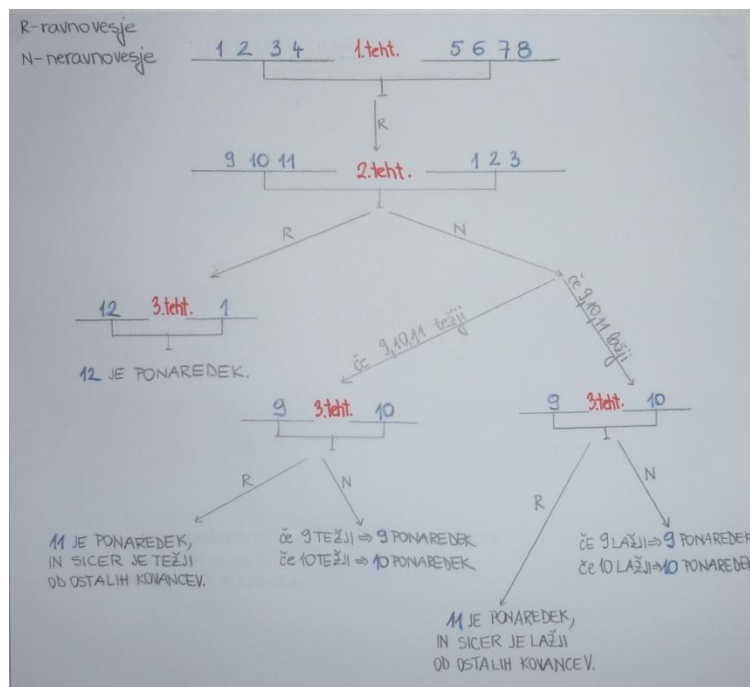 R-ravnovesje
N-neravnovesje
1 2 3 4 1.teht. 5 6 7 8
R
9 10 11 2.teht. 1 2 3
R N
12 3.teht. 1
12 JE PONAREDEK.
če 9,10,11 težji
če 9,10,11 lažji
9 3.teht. 10
9 3.teht. 10
R N
R N
11 JE PONAREDEK,
IN SICER JE TEŽJI
OD OSTALIH KOVANCEV.
če 9 TEŽJI ⇒ 9 PONAREDEK
če 10 TEŽJI ⇒ 10 PONAREDEK
ČE 9 LAŽJI ⇒ 9 PONAREDEK
če 10 LAŽJI ⇒ 10 PONAREDEK
11 JE PONAREDEK,
IN SICER JE LAŽJI
OD OSTALIH KOVANCEV.